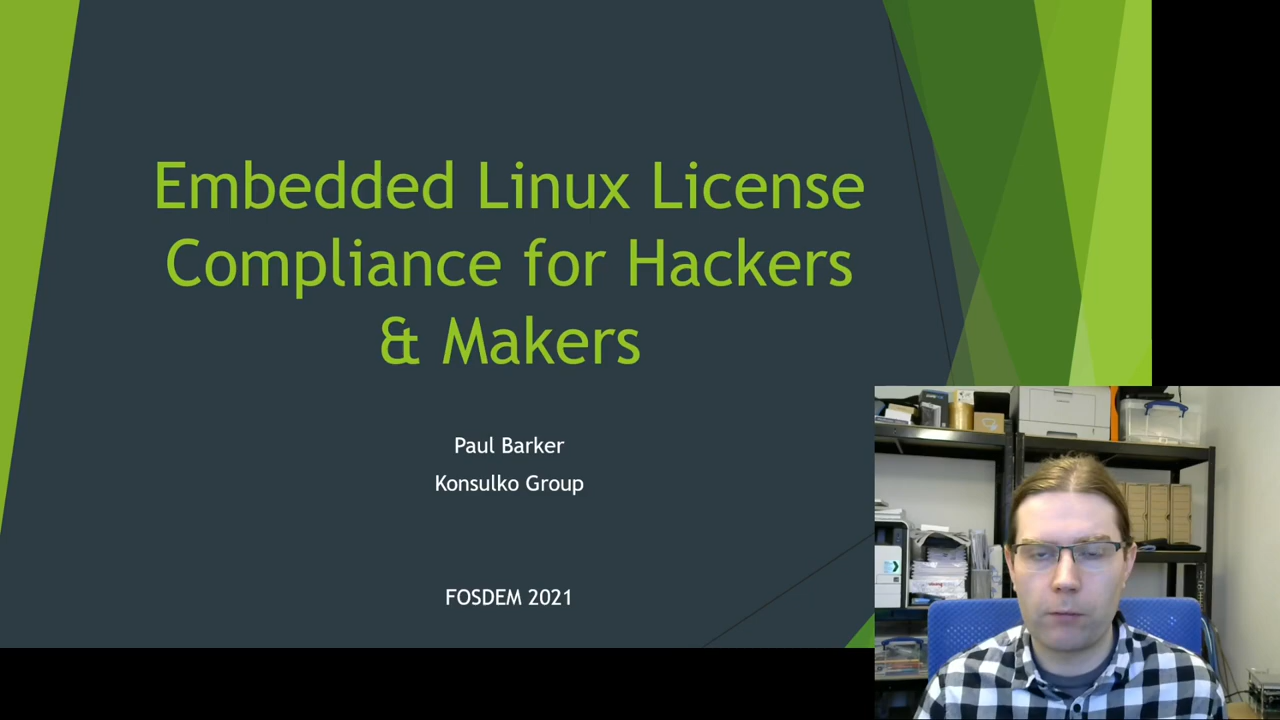 Embedded Linux License
Compliance for Hackers
& Makers
Paul Barker
Konsulko Group
FOSDEM 2021